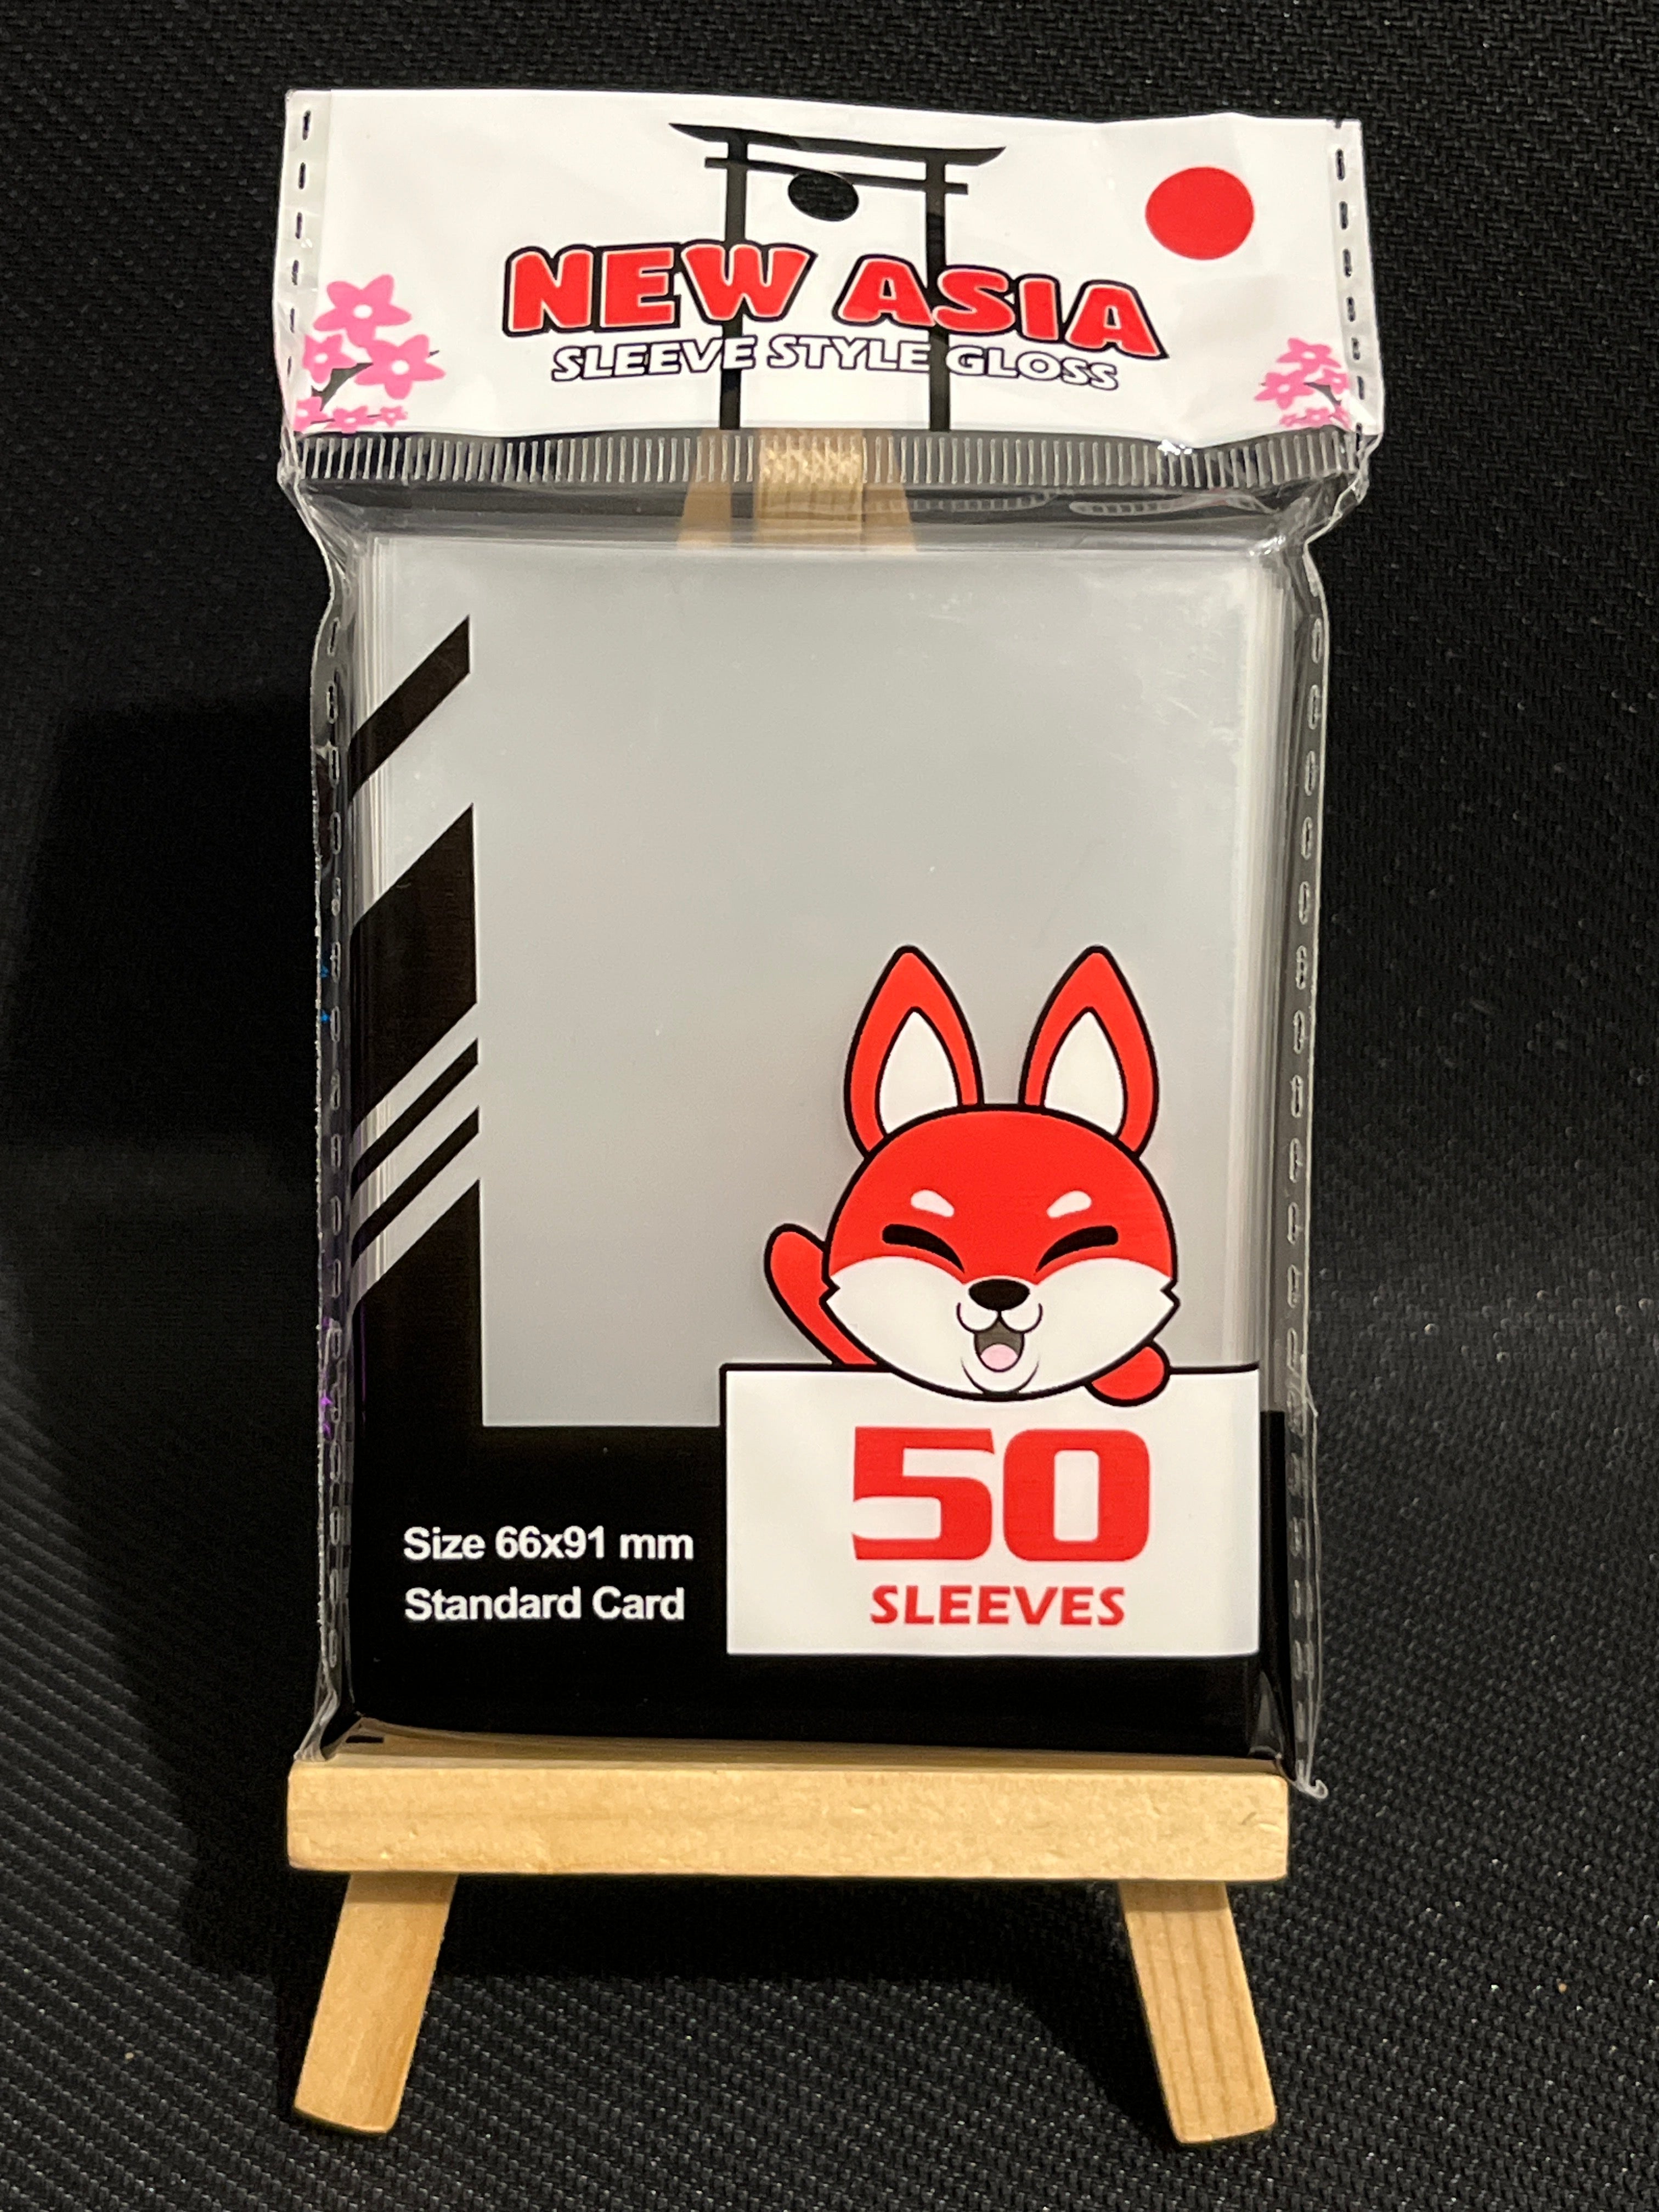 NEW ASIA
SLEEVE STYLE GLOSS
50
SLEEVES
Size 66x91 mm
Standard Card